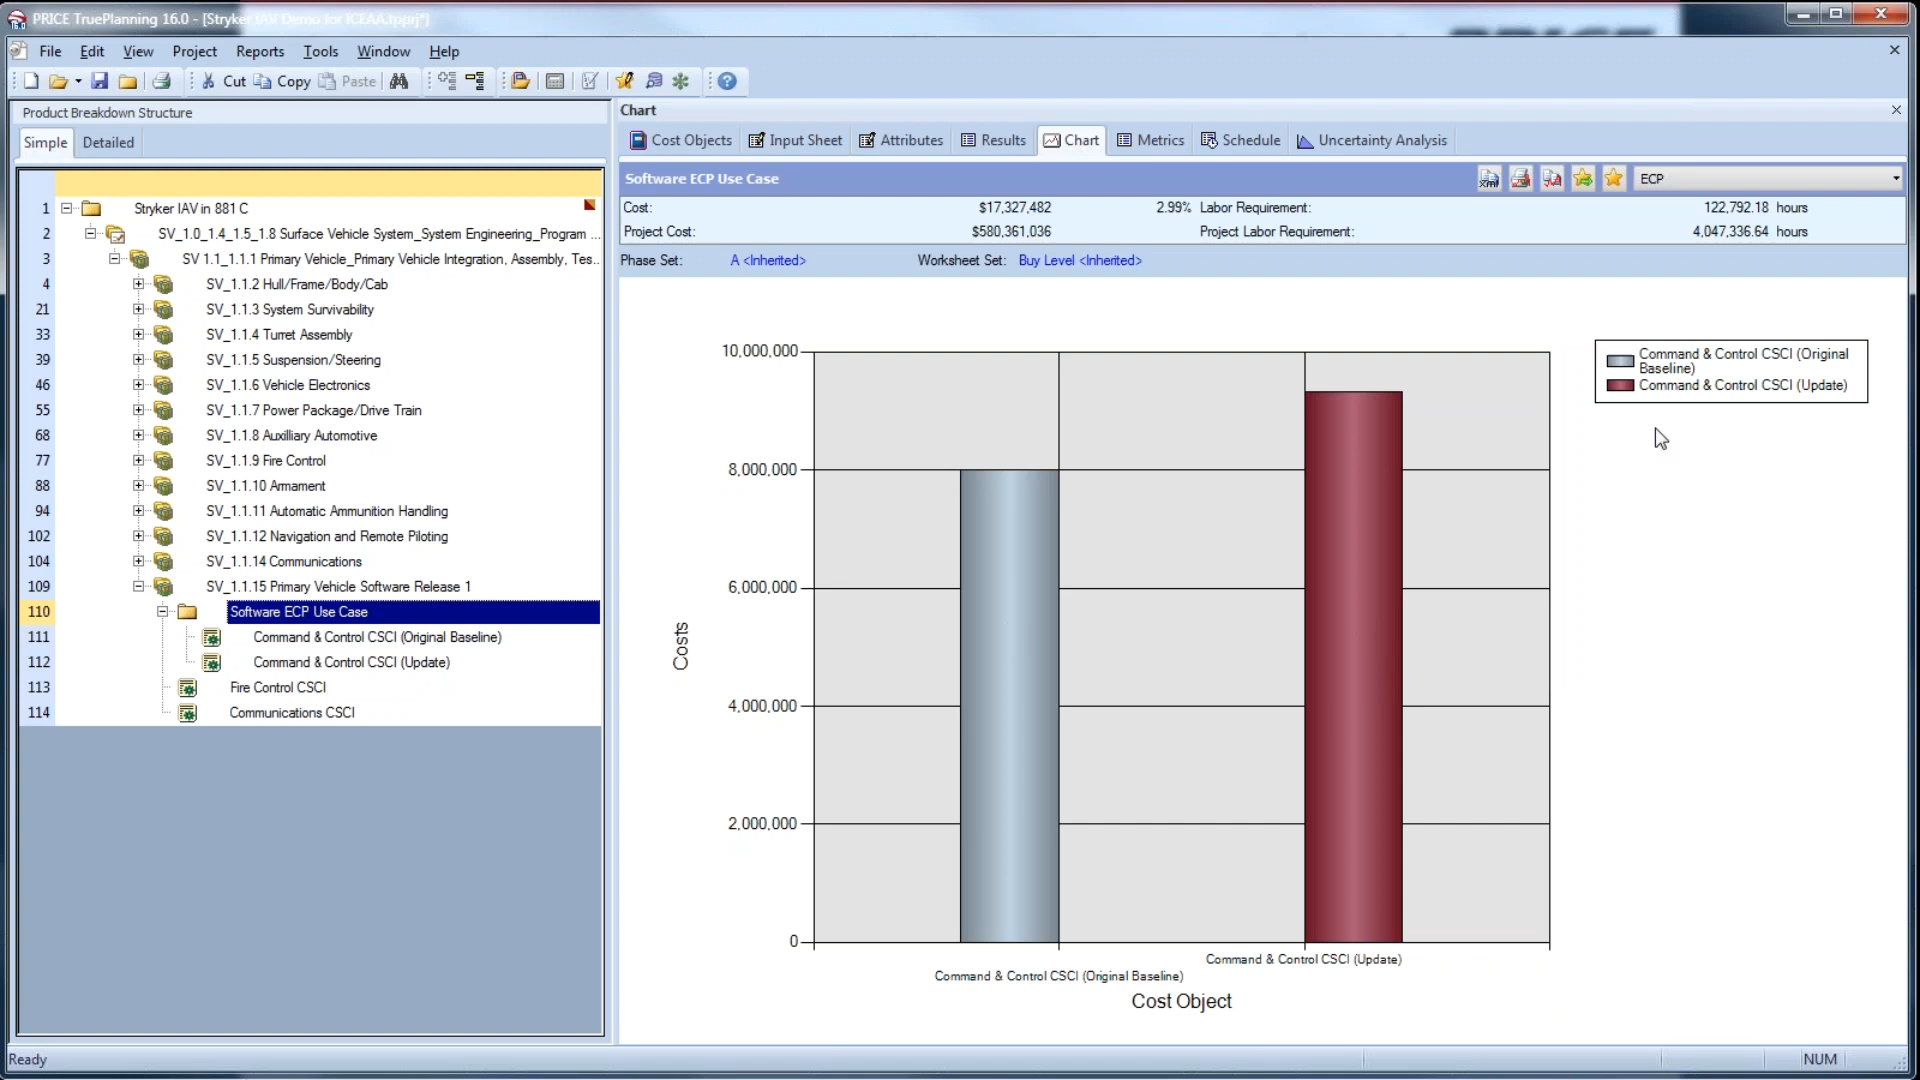 PRICE TruePlanning 16.0 - [Stryker IAV Demo for ICEAA.tpprj*]
File Edit View Project Reports Tools Window Help
Cut Copy Paste
Product Breakdown Structure
Simple Detailed
1 Stryker IAV in 881 C
2 SV_1.0_1.4_1.5_1.8 Surface Vehicle System_System Engineering_Program ...
3 SV 1.1_1.1.1 Primary Vehicle_Primary Vehicle Integration, Assembly, Tes...
4 SV_1.1.2 Hull/Frame/Body/Cab
21 SV_1.1.3 System Survivability
33 SV_1.1.4 Turret Assembly
39 SV_1.1.5 Suspension/Steering
46 SV_1.1.6 Vehicle Electronics
55 SV_1.1.7 Power Package/Drive Train
68 SV_1.1.8 Auxilliary Automotive
77 SV_1.1.9 Fire Control
88 SV_1.1.10 Armament
94 SV_1.1.11 Automatic Ammunition Handling
102 SV_1.1.12 Navigation and Remote Piloting
104 SV_1.1.14 Communications
109 SV_1.1.15 Primary Vehicle Software Release 1
110 Software ECP Use Case
111 Command & Control CSCI (Original Baseline)
112 Command & Control CSCI (Update)
113 Fire Control CSCI
114 Communications CSCI
Chart
Cost Objects Input Sheet Attributes Results Chart Metrics Schedule Uncertainty Analysis
Software ECP Use Case ECP
Cost: $17,327,482 2.99% Labor Requirement: 122,792.18 hours
Project Cost: $580,361,036 Project Labor Requirement: 4,047,336.64 hours
Phase Set: A <Inherited> Worksheet Set: Buy Level <Inherited>
10,000,000
8,000,000
6,000,000
4,000,000
2,000,000
0
Costs
Command & Control CSCI (Original
Baseline)
Command & Control CSCI (Update)
Command & Control CSCI (Update)
Command & Control CSCI (Original Baseline)
Cost Object
Ready NUM